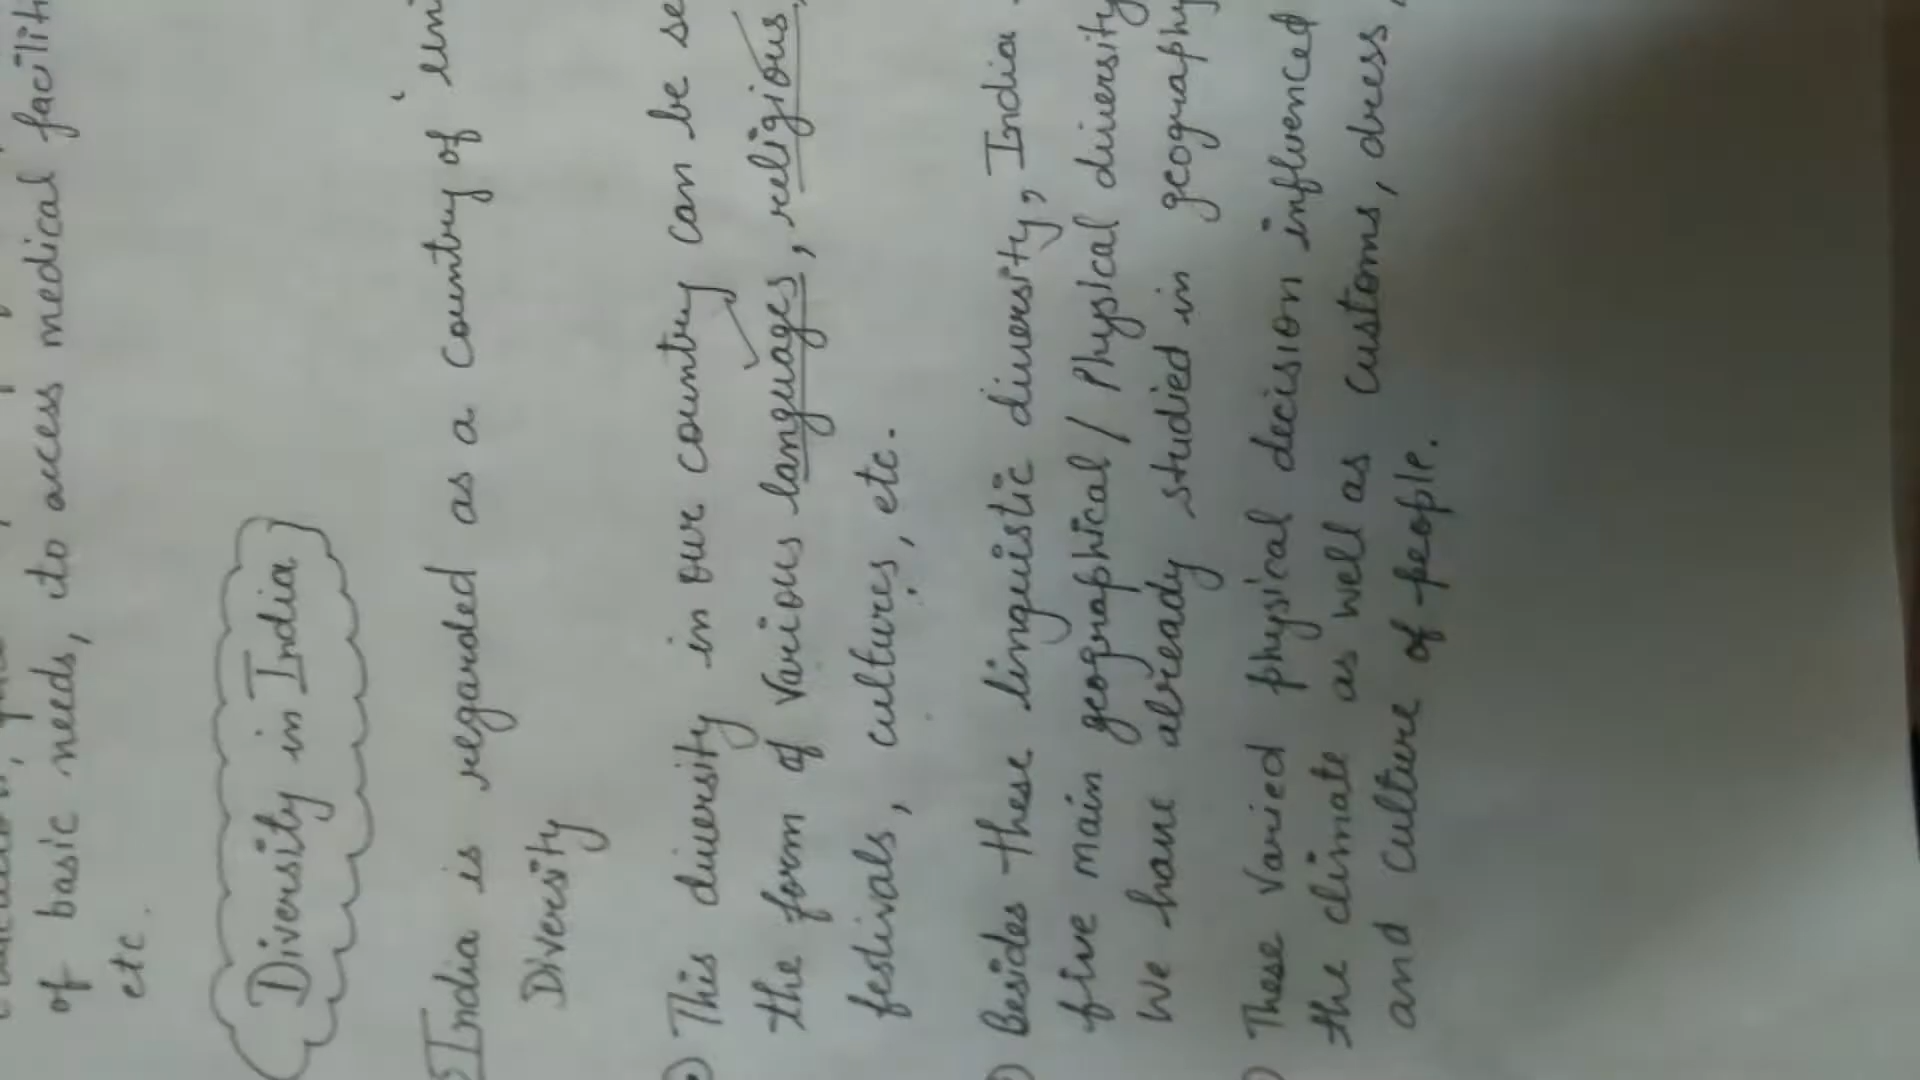 of basic needs, to access medical
etc.
Diversity in India
India is regarded as a country of
Diversity
This diversity in our country can be
the form of Various languages, religious,
festivals, cultures, etc.
Besides these linguistic diversity, India
five main geographical / Physical diversity
We have already studied in geography
These Varied physical decision influenced
the climate as well as customs, dress,
and culture of people.